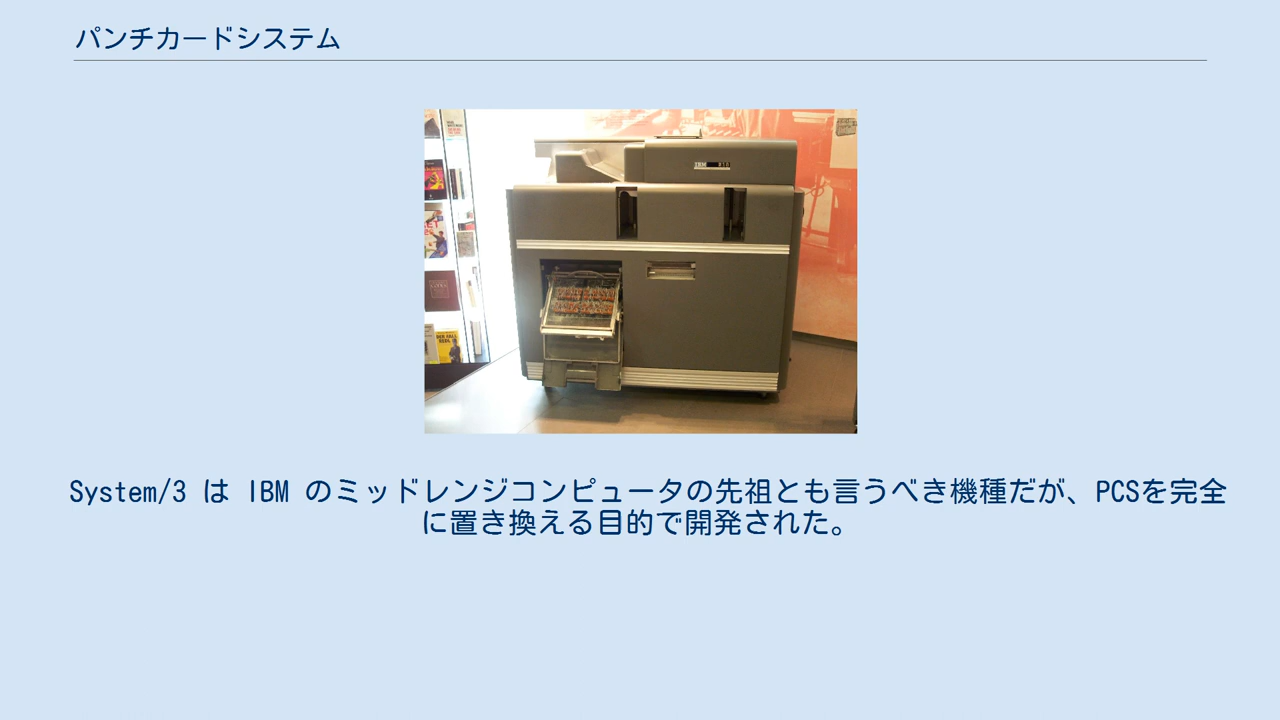 パンチカードシステム
IBM
System/3 は IBM のミッドレンジコンピュータの先祖とも言うべき機種だが、PCSを完全
に置き換える目的で開発された。